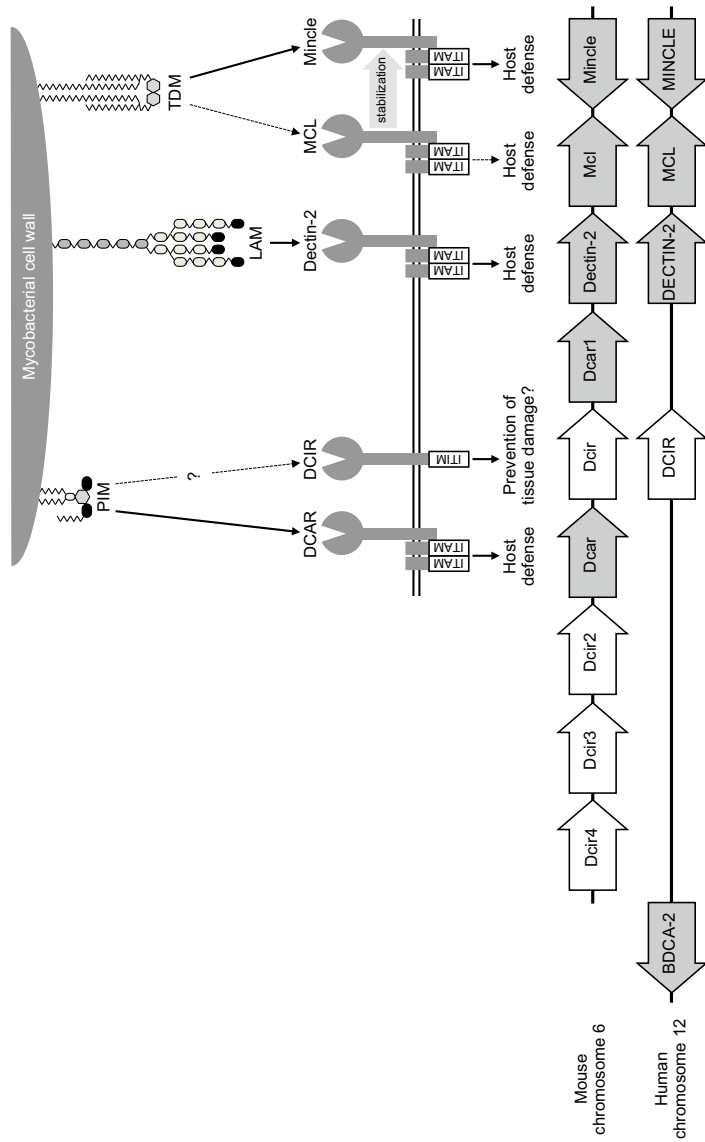 Mycobacterial cell wall
PIM
LAM
TDM
?
DCAR
DCIR
Dectin-2
MCL
Mincle
stabilization
ITAM
ITAM
ITIM
ITAM
ITAM
ITAM
ITAM
ITAM
ITAM
Host
defense
Prevention of
tissue damage?
Host
defense
Host
defense
Host
defense
Mouse
chromosome 6
Dcir4
Dcir3
Dcir2
Dcar
Dcir
Dcar1
Dectin-2
Mcl
Mincle
Human
chromosome 12
BDCA-2
DCIR
DECTIN-2
MCL
MINCLE